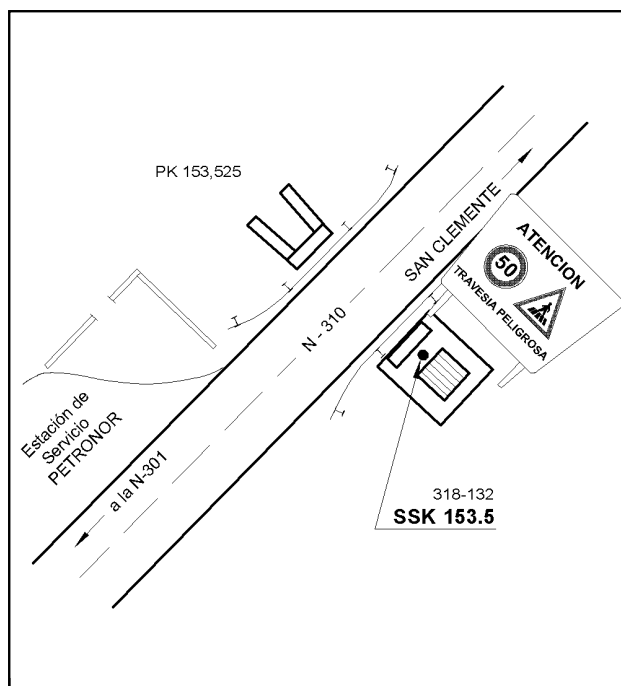 PK 153,525
SAN CLEMENTE
ATENCION
50
TRAVESIA PELIGROSA
N - 310
Estación de
Servicio
PETRONOR
a la N-301
318-132
SSK 153.5